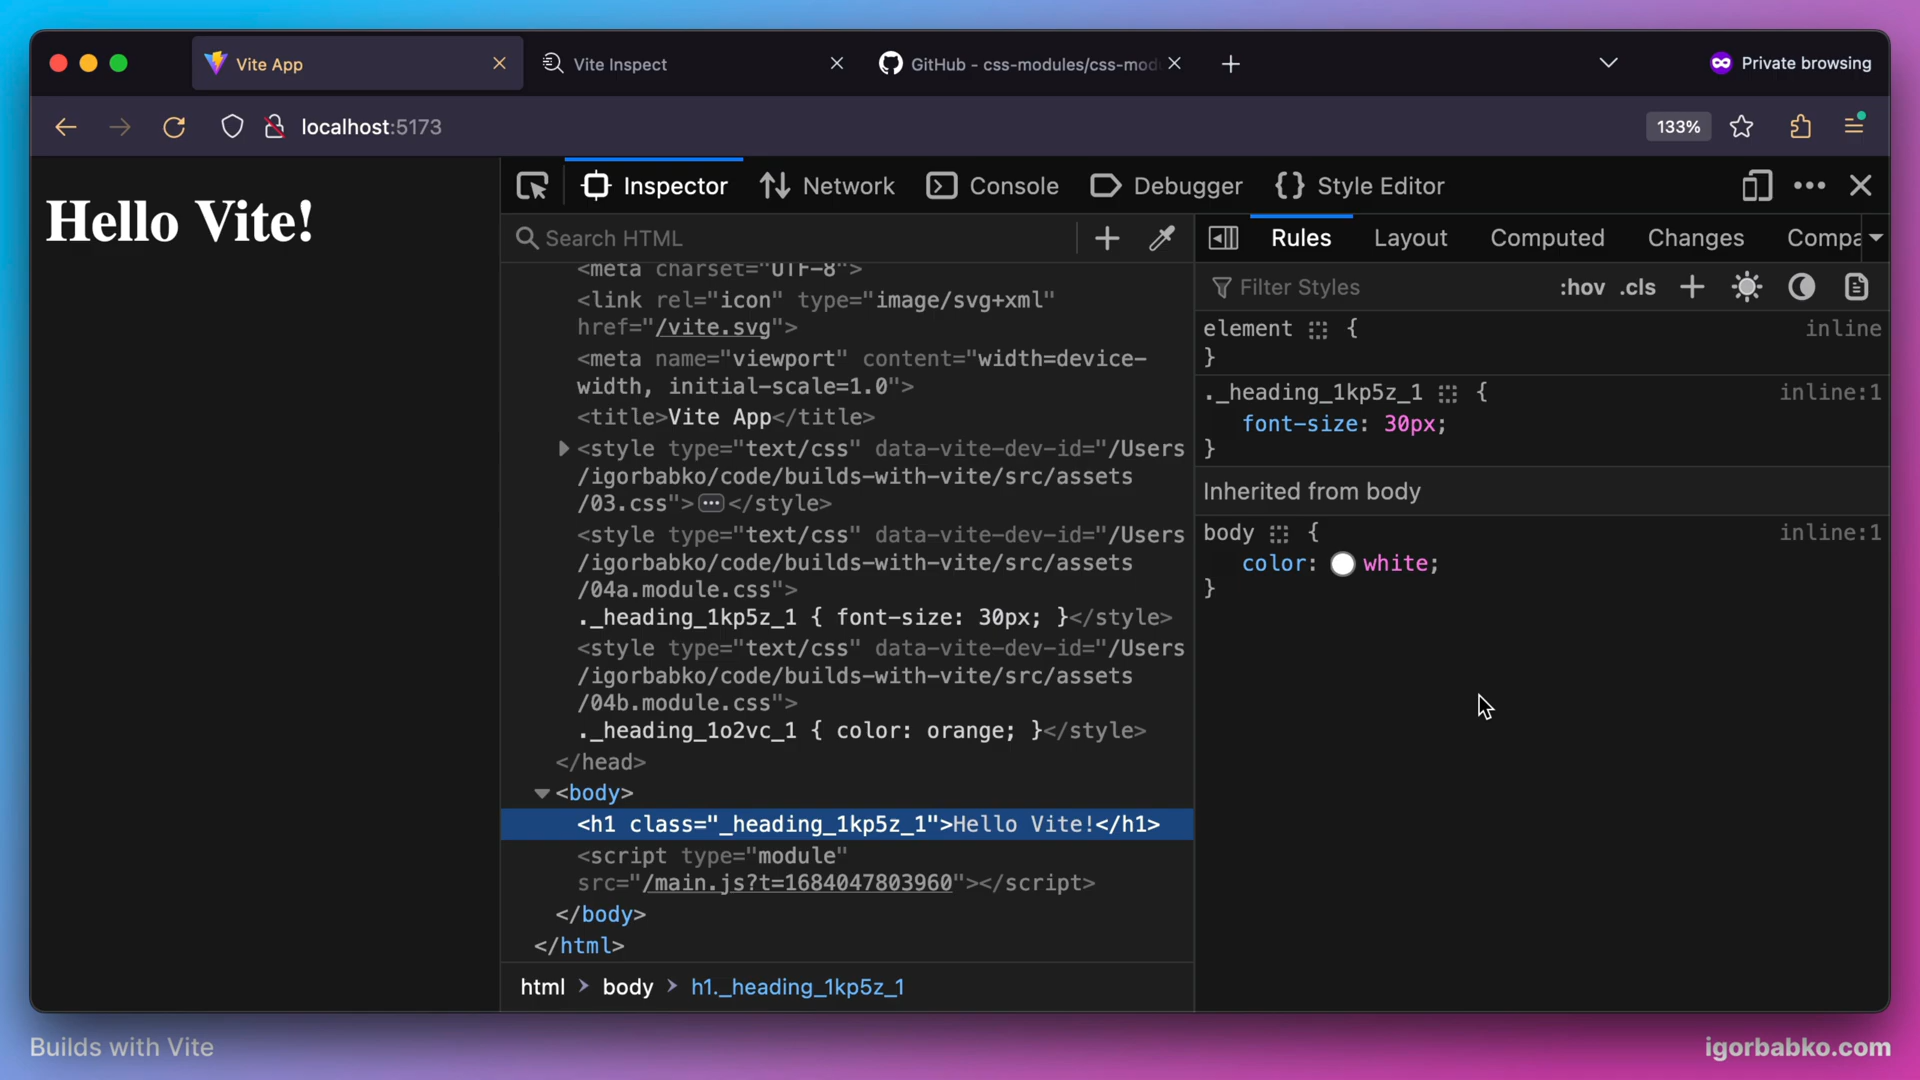 Vite App
Vite Inspect
GitHub - css-modules/css-mod
Private browsing
localhost:5173
133%
Hello Vite!
Inspector
Network
Console
Debugger
Style Editor
Search HTML
<meta charset="UTF-8">
<link rel="icon" type="image/svg+xml"
href="/vite.svg">
<meta name="viewport" content="width=device-
width, initial-scale=1.0">
<title>Vite App</title>
<style type="text/css" data-vite-dev-id="/Users
/igorbabko/code/builds-with-vite/src/assets
/03.css"></style>
<style type="text/css" data-vite-dev-id="/Users
/igorbabko/code/builds-with-vite/src/assets
/04a.module.css">
._heading_1kp5z_1 { font-size: 30px; }</style>
<style type="text/css" data-vite-dev-id="/Users
/igorbabko/code/builds-with-vite/src/assets
/04b.module.css">
._heading_1o2vc_1 { color: orange; }</style>
</head>
<body>
<h1 class="_heading_1kp5z_1">Hello Vite!</h1>
<script type="module"
src="/main.js?t=1684047803960"></script>
</body>
</html>
html > body > h1._heading_1kp5z_1
Rules
Layout
Computed
Changes
Compa
Filter Styles
:hov .cls
element {
inline
}
._heading_1kp5z_1 {
inline:1
font-size: 30px;
}
Inherited from body
body {
inline:1
color: white;
}
Builds with Vite
igorbabko.com